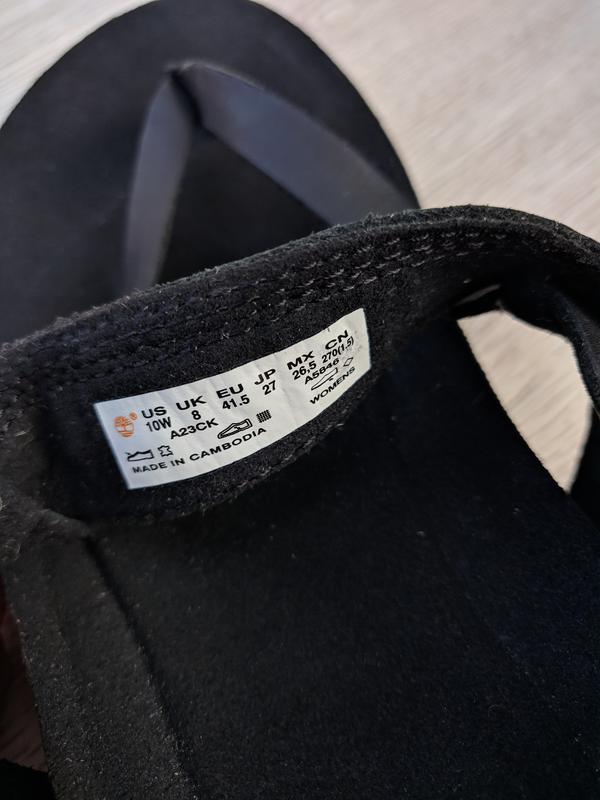 US UK EU JP MX CN
10W 8 41.5 27 26,5 270(1.5)
A23CK A5846
WOMENS
MADE IN CAMBODIA